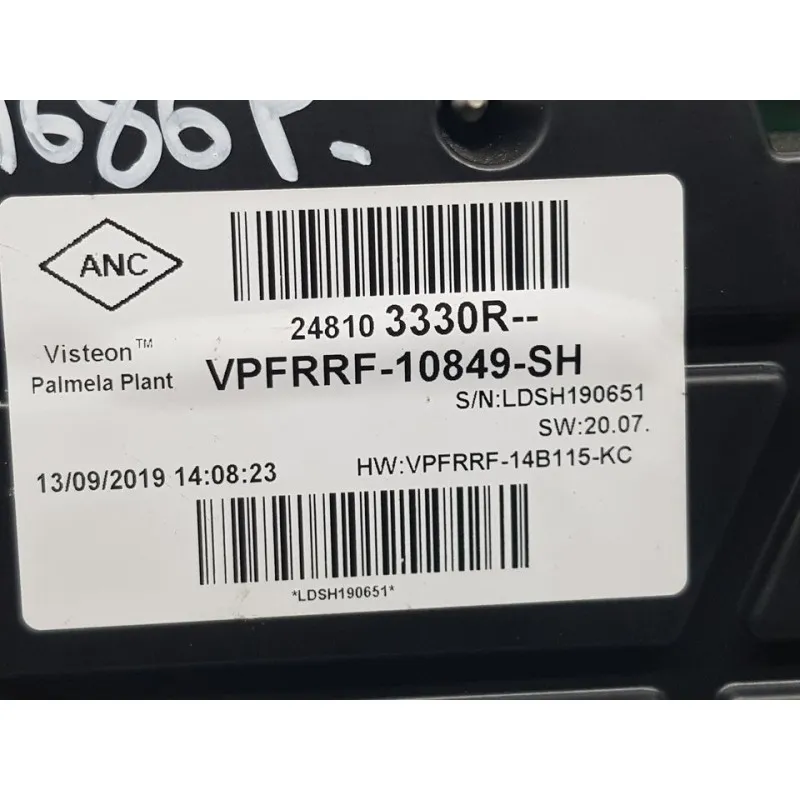 1686P.
ANC
24810 3330R--
Visteon™
Palmela Plant
VPFRRF-10849-SH
S/N:LDSH190651
SW:20.07.
13/09/2019 14:08:23
HW:VPFRRF-14B115-KC
*LDSH190651*